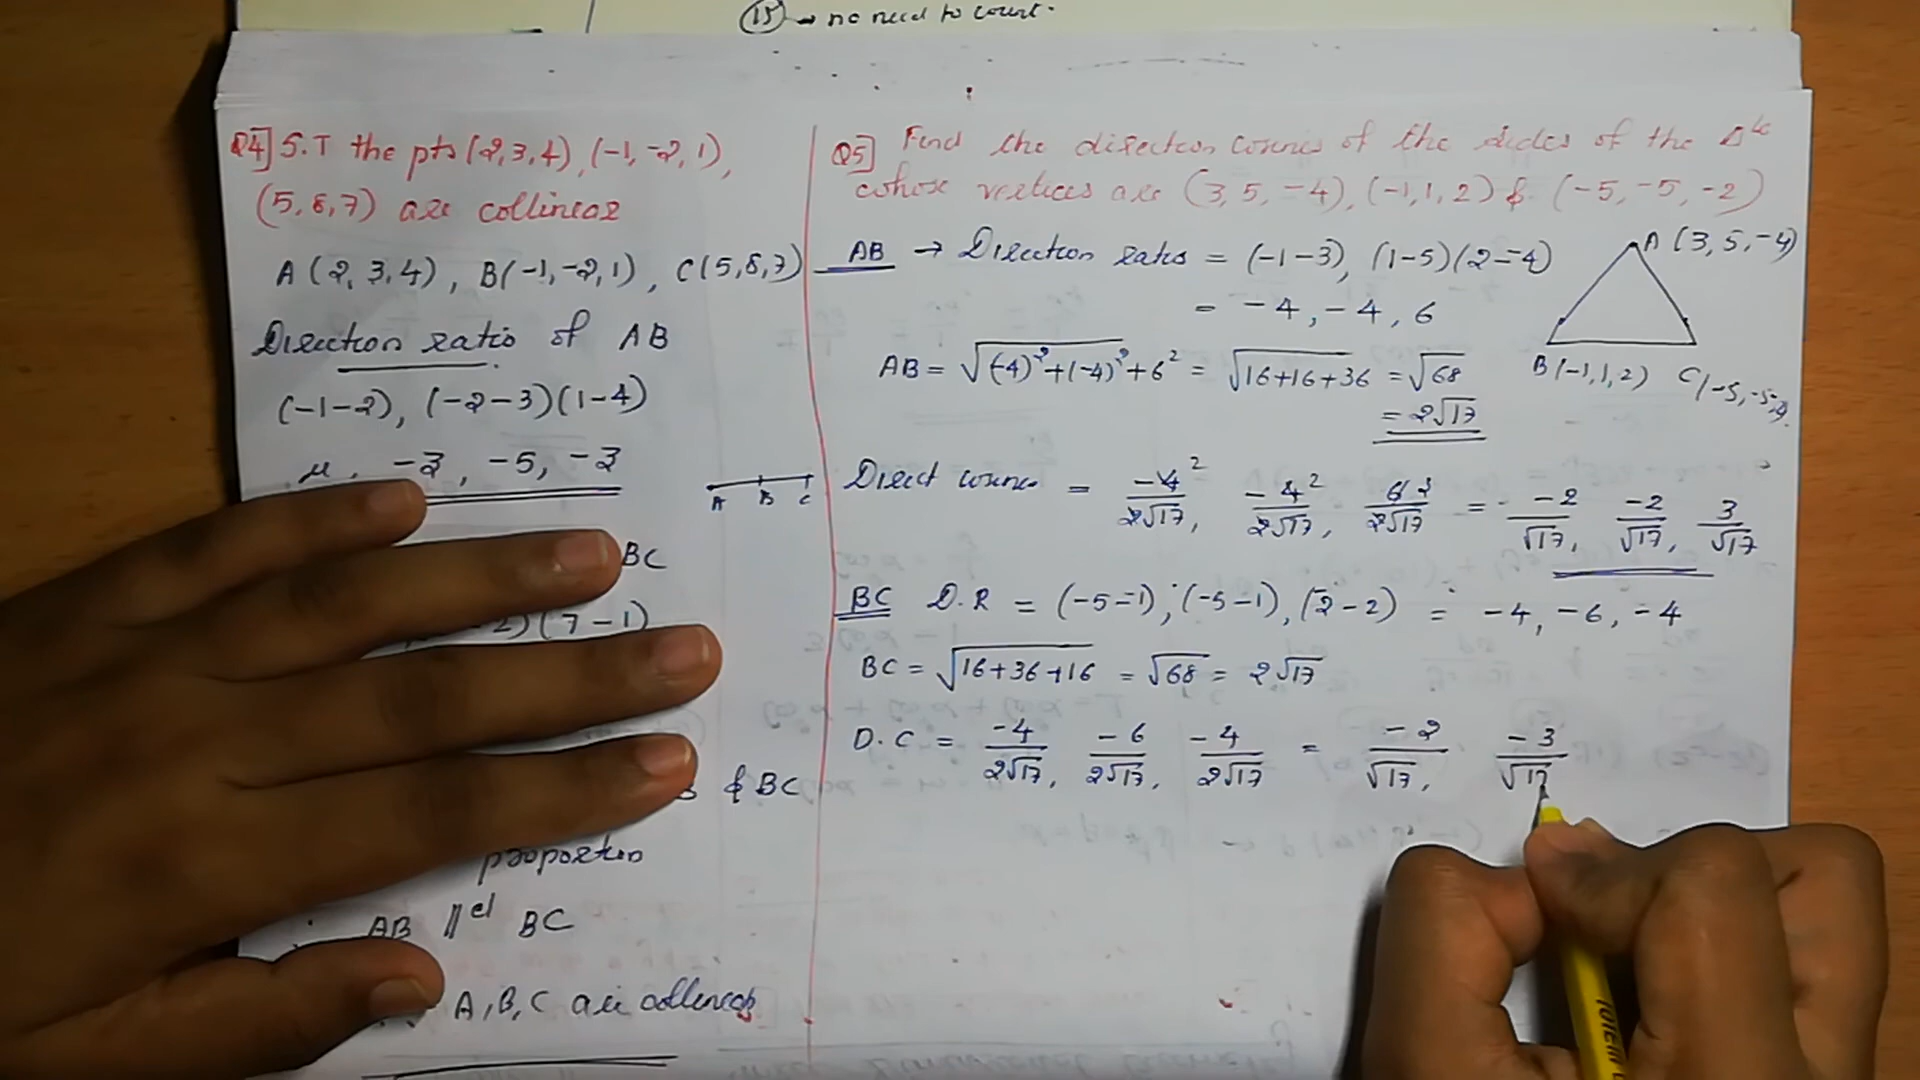 15 → no need to count.
Q4] S.T the pts (2,3,4), (-1,-2,1),
(5,8,7) are collinear
A(2,3,4), B(-1,-2,1), C(5,8,7)
Direction ratio of AB
(-1-2), (-2-3)(1-4)
-3, -5, -3
A B C
BC
(7-1)
& BC
proportion
AB ||el BC
A, B, C are collinear
Q5] Find the direction cosines of the sides of the Δle
whose vertices are (3,5,-4), (-1,1,2) & (-5,-5,-2)
AB → Direction ratios = (-1-3), (1-5)(2--4)
= -4, -4, 6
A (3,5,-4)
B(-1,1,2) C(-5,-5,-2)
AB = √(-4)²+(-4)²+6² = √16+16+36 = √68
= 2√17
Direct cosines = -4/2√17, -4/2√17, 6/2√17 = -2/√17, -2/√17, 3/√17
BC D.R = (-5--1), (-5-1), (-2-2) = -4, -6, -4
BC = √16+36+16 = √68 = 2√17
D.C = -4/2√17, -6/2√17, -4/2√17 = -2/√17, -3/√17